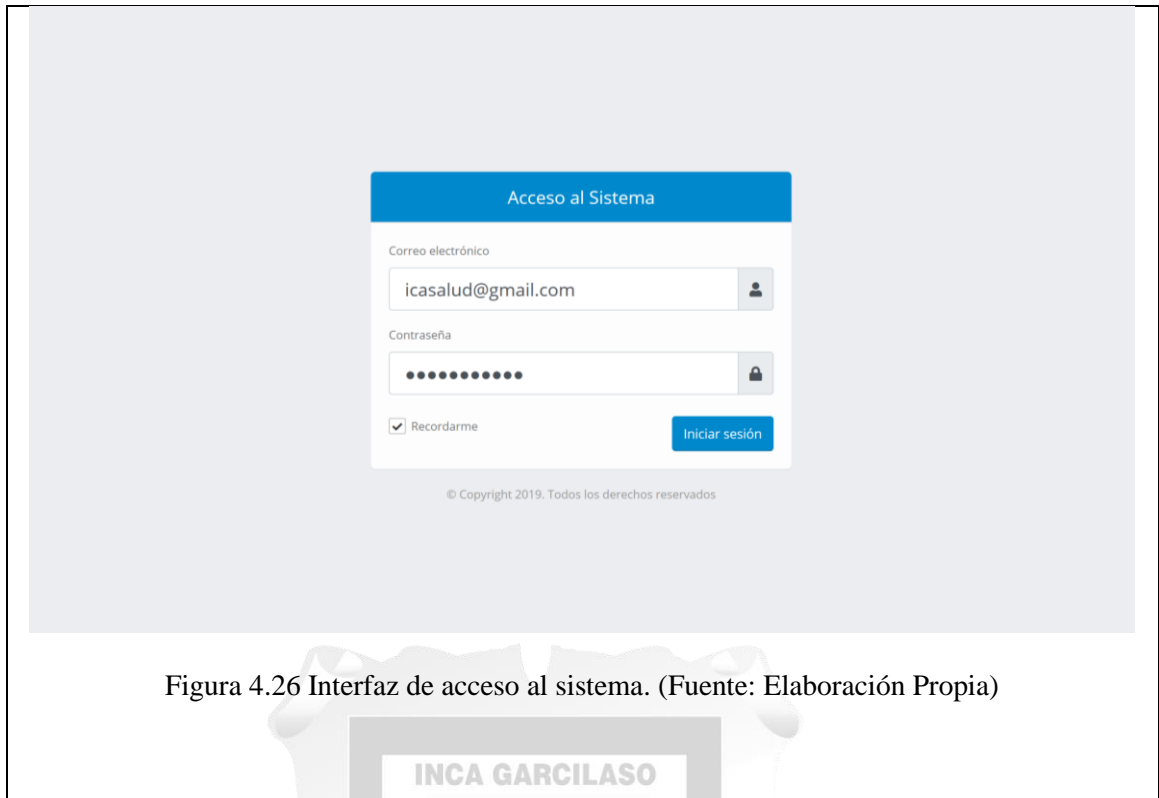 Acceso al Sistema
Correo electrónico
icasalud@gmail.com
Contraseña
●●●●●●●●●●●
Recordarme
Iniciar sesión
© Copyright 2019. Todos los derechos reservados
Figura 4.26 Interfaz de acceso al sistema. (Fuente: Elaboración Propia)
INCA GARCILASO